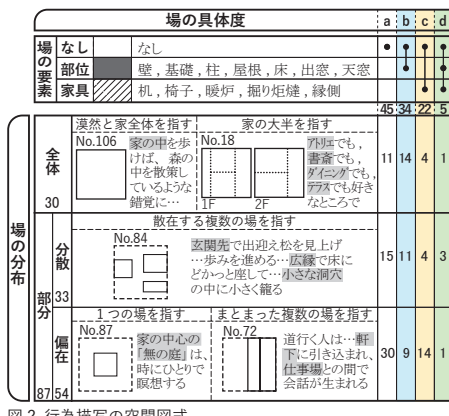 場の具体度
a b c d
場の要素
なし なし
部位 壁 , 基礎 , 柱 , 屋根 , 床 , 出窓 , 天窓
家具 机 , 椅子 , 暖炉 , 掘り炬燵 , 縁側
45 34 22 5
場の分布
全体
30
漠然と家全体を指す
No.106
家の中を歩
けば、森の
中を散策し
ているような
錯覚に…
家の大半を指す
No.18
1F 2F
アトリエでも ,
書斎でも ,
ダイニングでも ,
テラスでも好き
なところで
11 14 4 1
部分
87
分散
33
散在する複数の場を指す
No.84
玄関先で出迎え松を見上げ
…歩みを進める…広縁で床に
どかっと座して…小さな洞穴
の中に小さく籠る
15 11 4 3
偏在
54
1 つの場を指す
No.87
家の中心の
「無の庭」は、
時にひとりで
瞑想する
まとまった複数の場を指す
No.72
道行く人は…軒
下に引き込まれ、
仕事場との間で
会話が生まれる
30 9 14 1
図 2 行為描写の空間図式